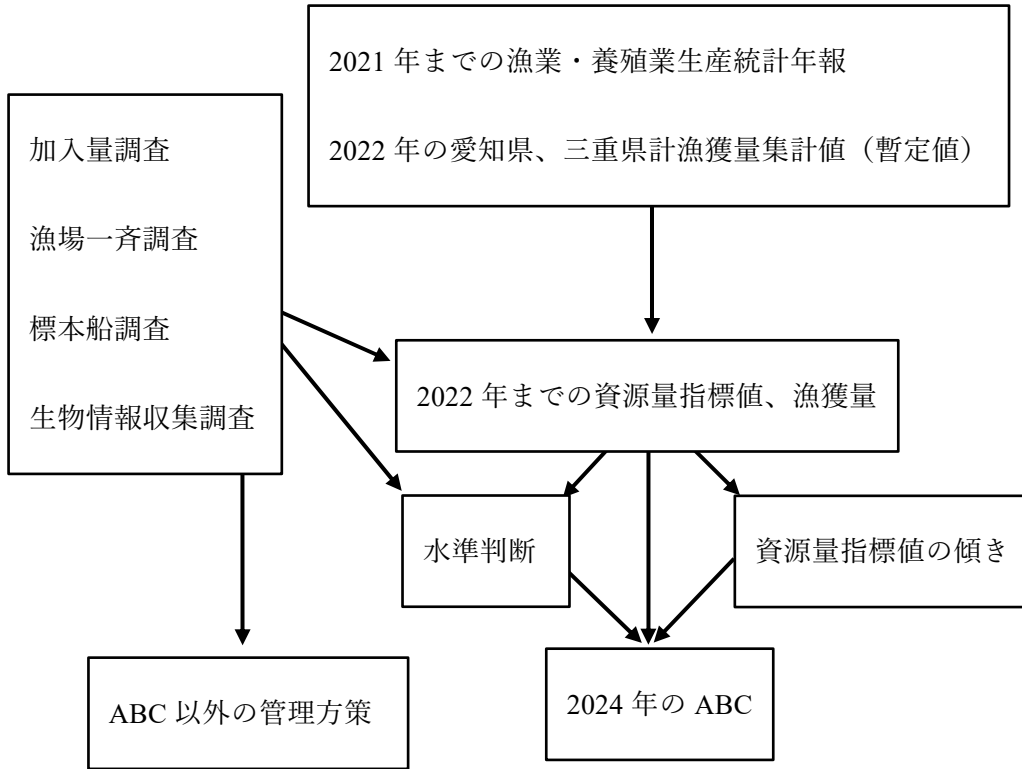 2021 年までの漁業・養殖業生産統計年報
2022 年の愛知県、三重県計漁獲量集計値（暫定値）
加入量調査
漁場一斉調査
標本船調査
生物情報収集調査
2022 年までの資源量指標値、漁獲量
水準判断
資源量指標値の傾き
ABC 以外の管理方策
2024 年の ABC